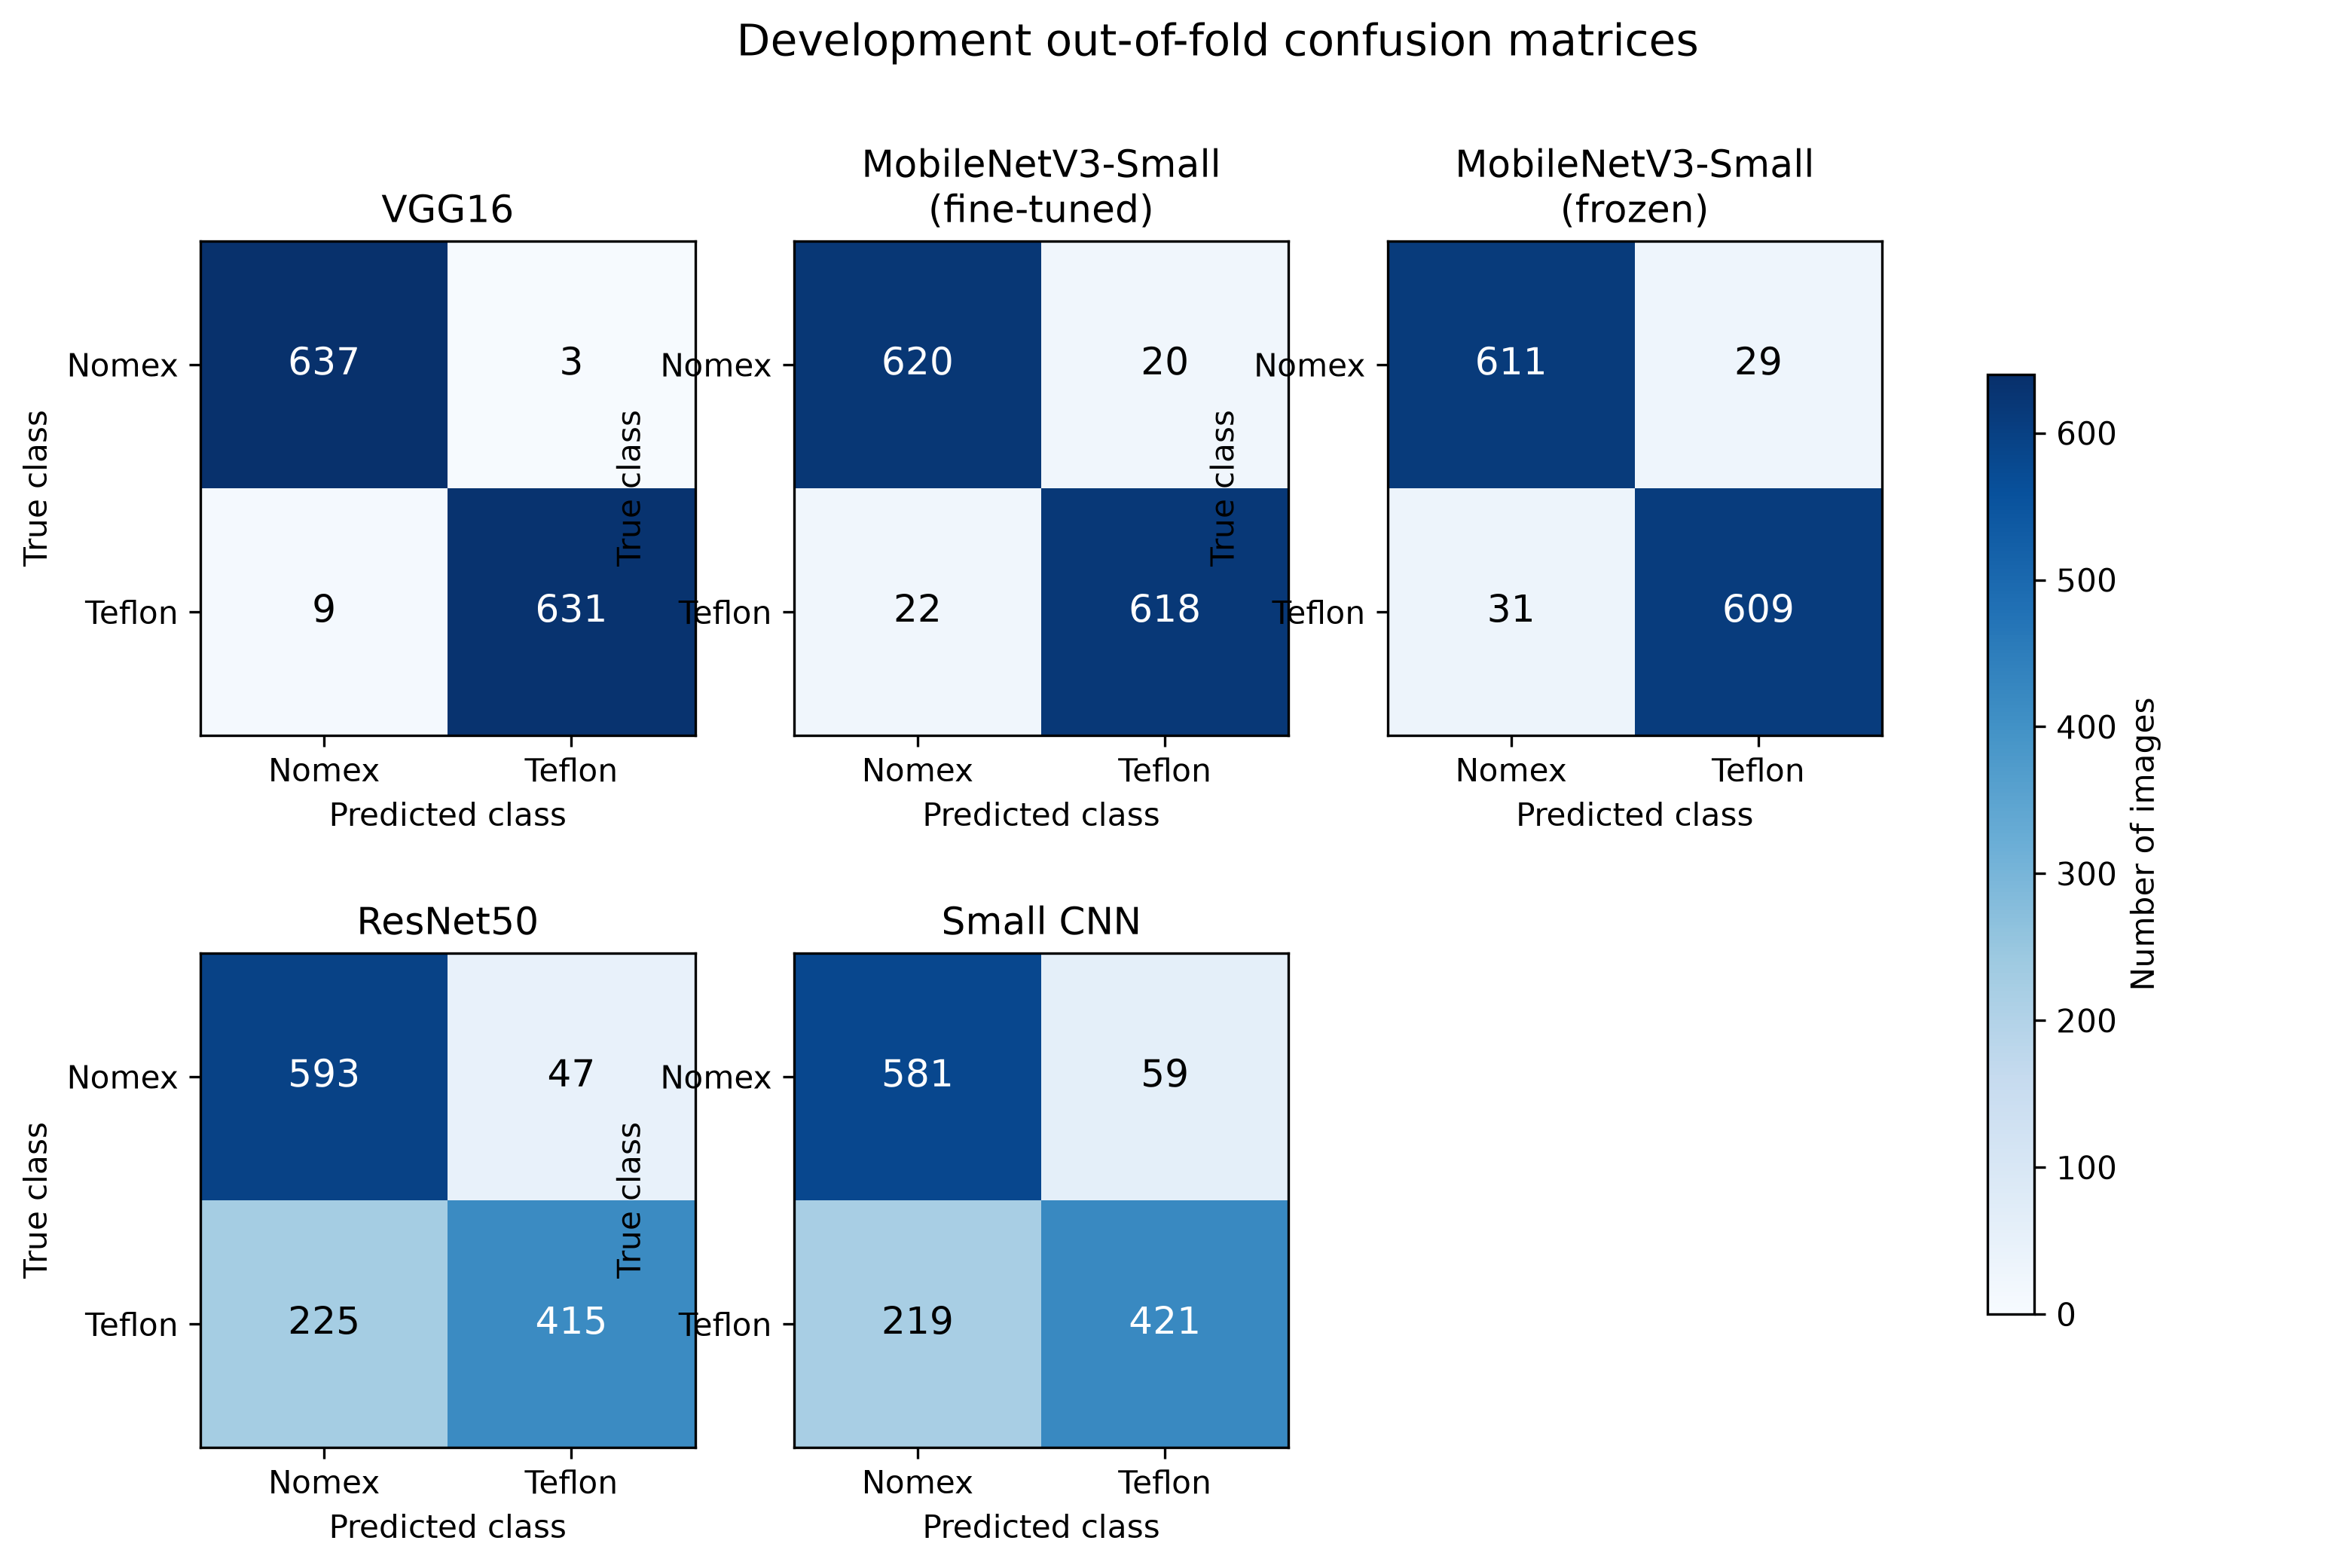 Development out-of-fold confusion matrices
VGG16
Nomex
Teflon
True class
637
3
9
631
Nomex
Teflon
Predicted class
MobileNetV3-Small
(fine-tuned)
Nomex
Teflon
True class
620
20
22
618
Nomex
Teflon
Predicted class
MobileNetV3-Small
(frozen)
Nomex
Teflon
True class
611
29
31
609
Nomex
Teflon
Predicted class
ResNet50
Nomex
Teflon
True class
593
47
225
415
Nomex
Teflon
Predicted class
Small CNN
Nomex
Teflon
True class
581
59
219
421
Nomex
Teflon
Predicted class
600
500
400
300
200
100
0
Number of images